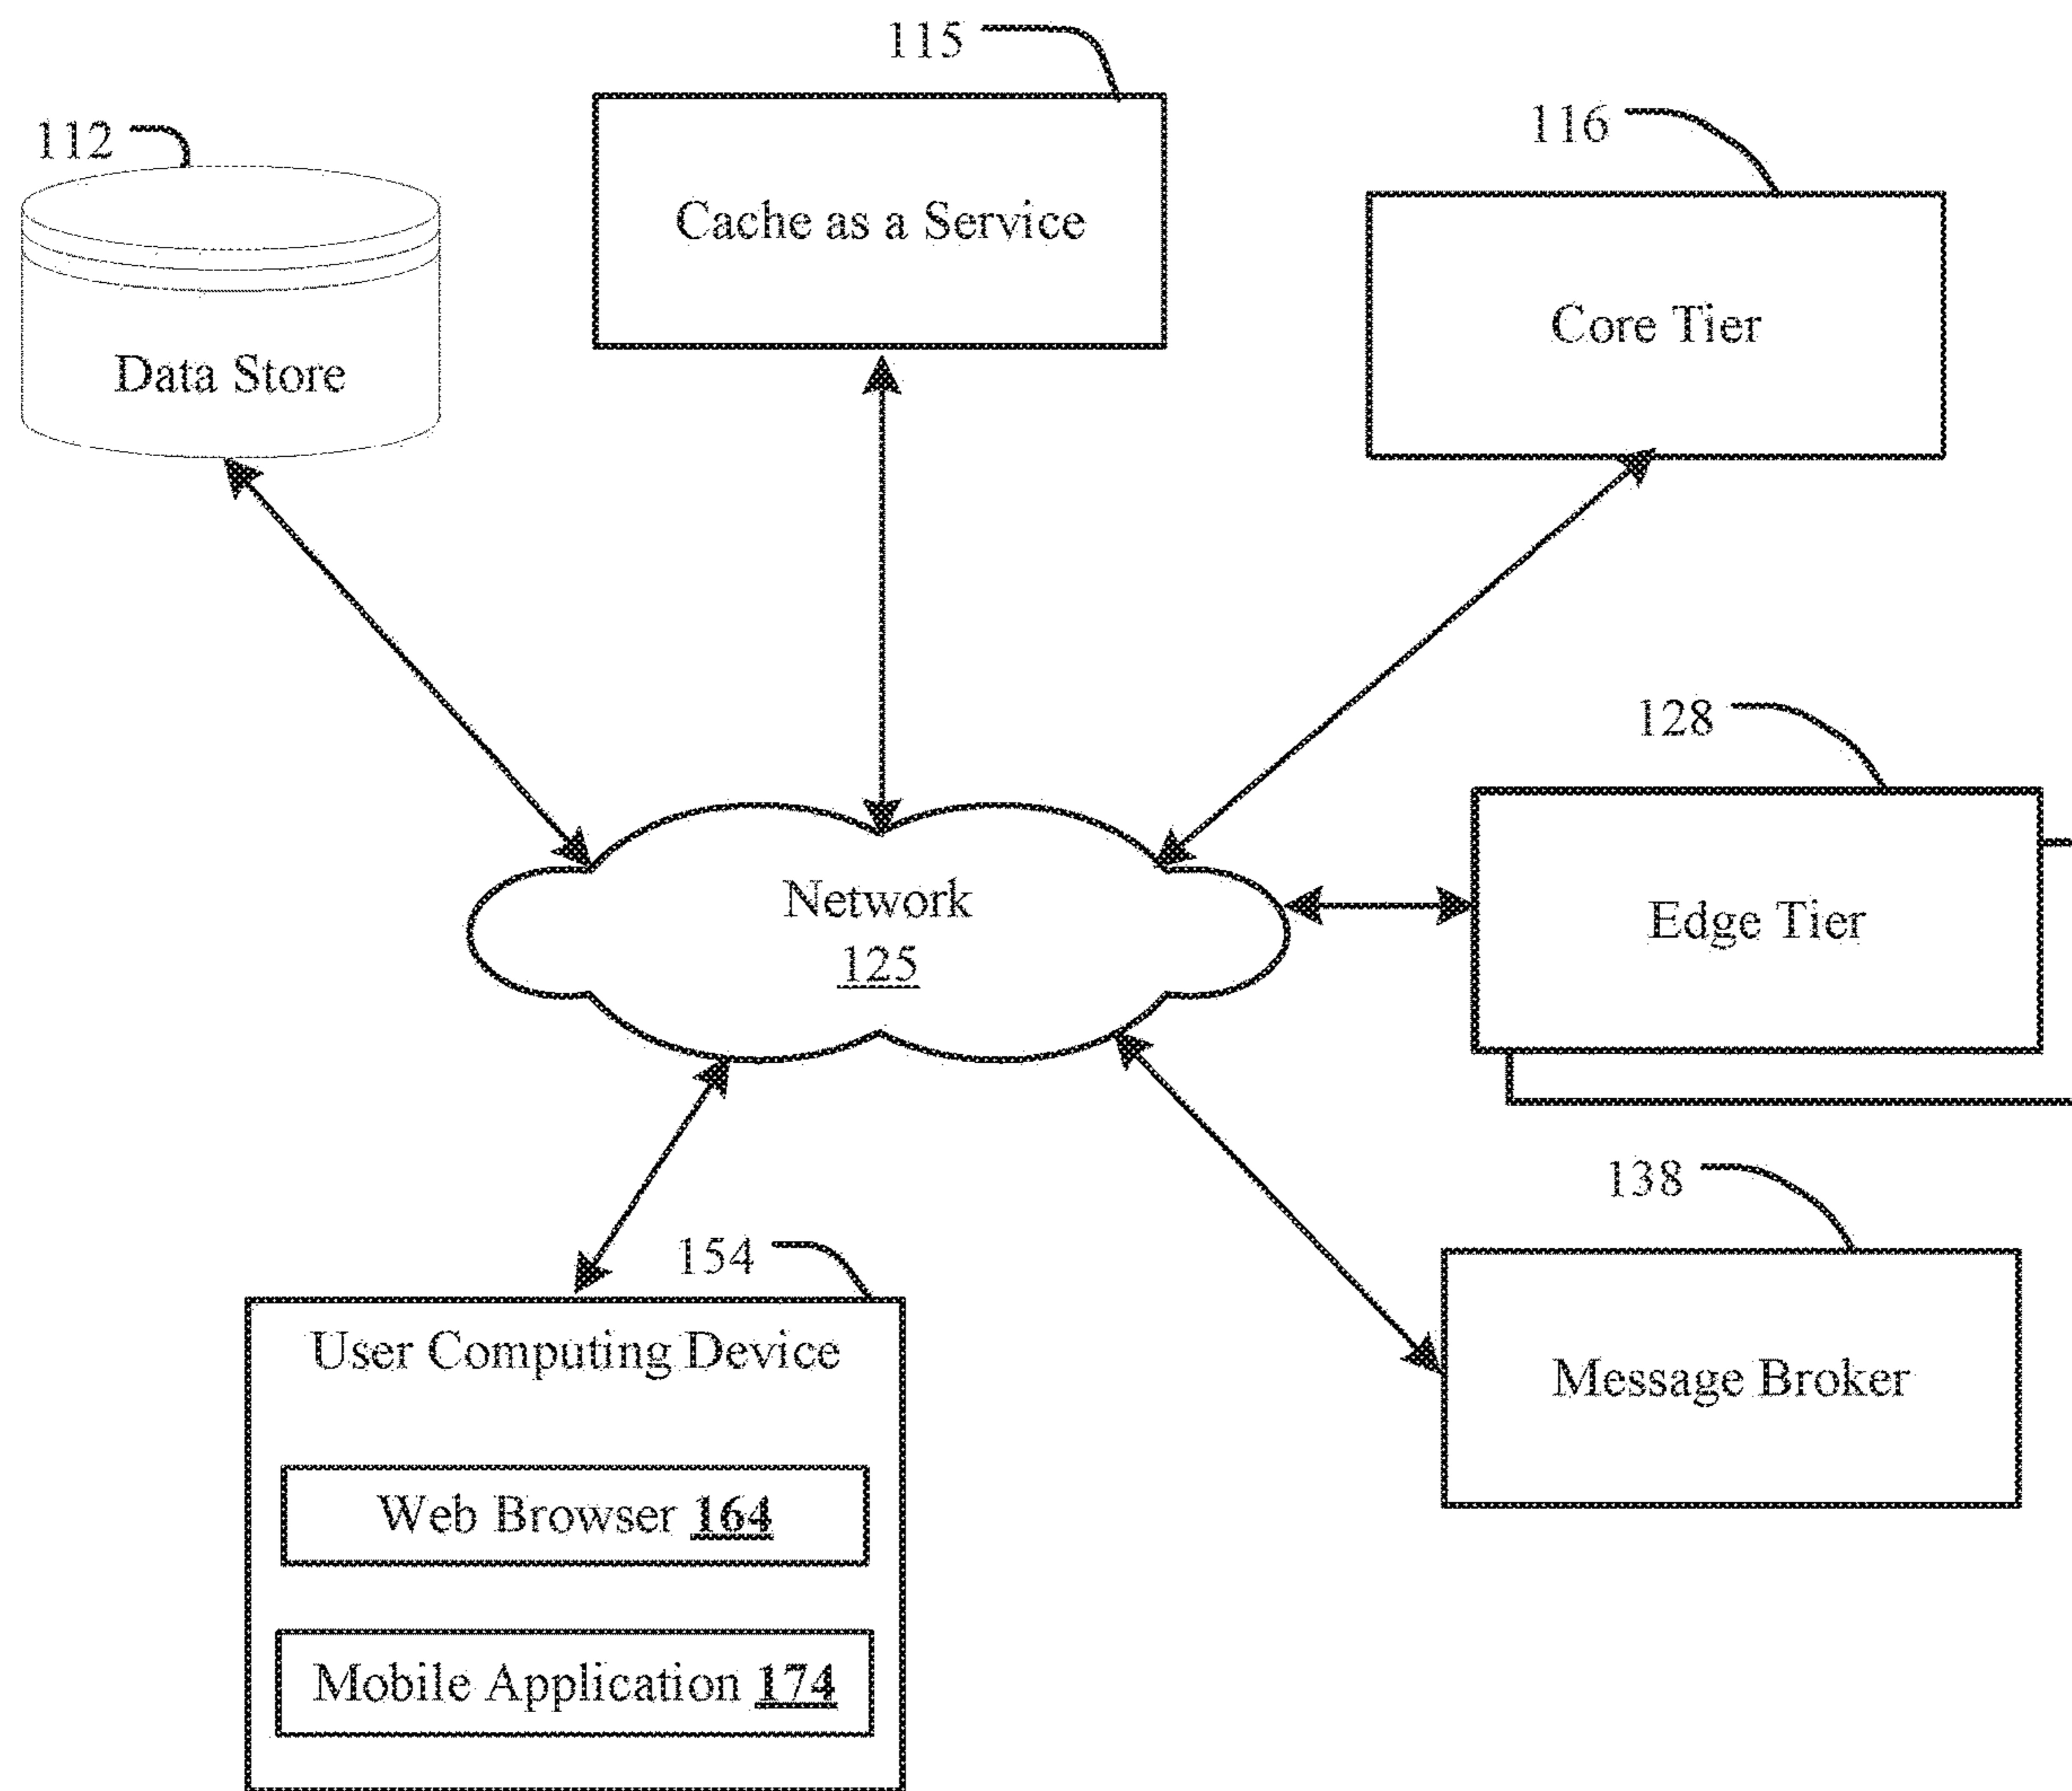 115
112
116
Cache as a Service
Core Tier
Data Store
128
Network
125
Edge Tier
138
154
User Computing Device
Message Broker
Web Browser 164
Mobile Application 174